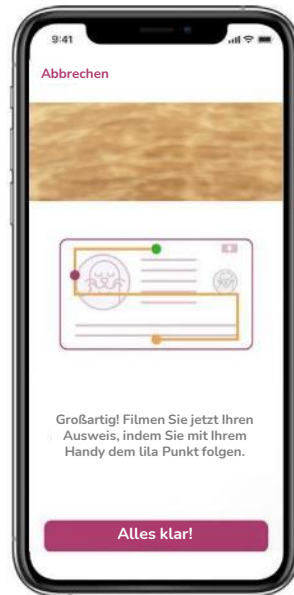 9:41
Abbrechen
Großartig! Filmen Sie jetzt Ihren
Ausweis, indem Sie mit Ihrem
Handy dem lila Punkt folgen.
Alles klar!